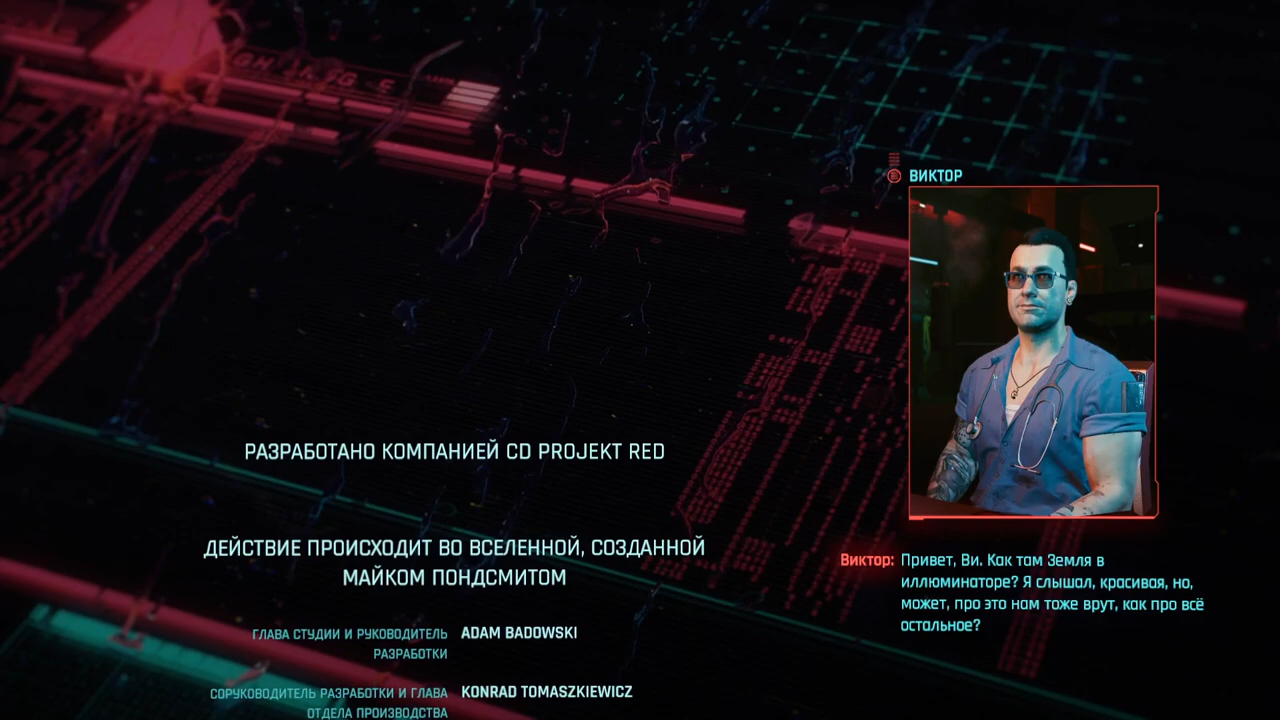 ВИКТОР
РАЗРАБОТАНО КОМПАНИЕЙ CD PROJEKT RED
ДЕЙСТВИЕ ПРОИСХОДИТ ВО ВСЕЛЕННОЙ, СОЗДАННОЙ
МАЙКОМ ПОНДСМИТОМ
Виктор: Привет, Ви. Как там Земля в
иллюминаторе? Я слышал, красивая, но,
может, про это нам тоже врут, как про всё
остальное?
ГЛАВА СТУДИИ И РУКОВОДИТЕЛЬ ADAM BADOWSKI
РАЗРАБОТКИ
СОРУКОВОДИТЕЛЬ РАЗРАБОТКИ И ГЛАВА KONRAD TOMASZKIEWICZ
ОТДЕЛА ПРОИЗВОДСТВА